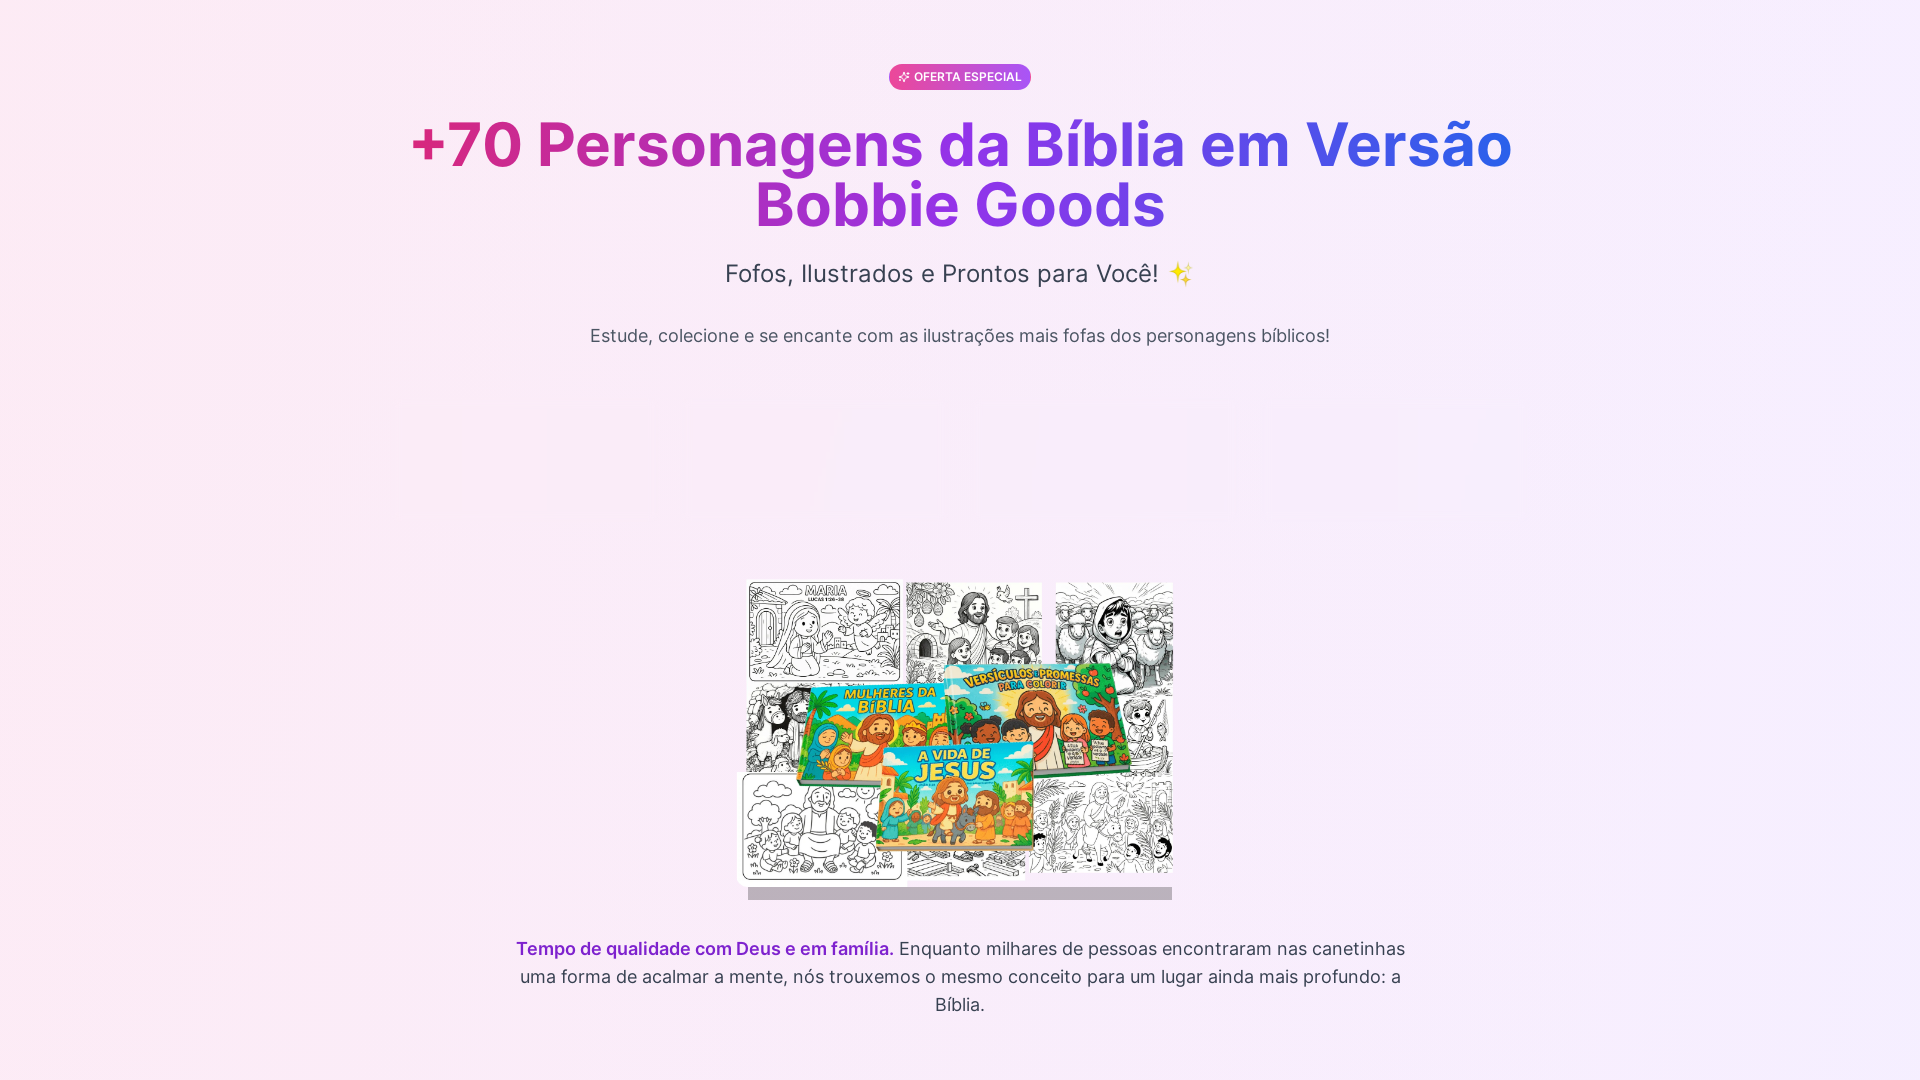 OFERTA ESPECIAL
+70 Personagens da Bíblia em Versão
Bobbie Goods
Fofos, Ilustrados e Prontos para Você! ✨
Estude, colecione e se encante com as ilustrações mais fofas dos personagens bíblicos!
MARIA
LUCAS 1:26-38
VERSÍCULOS e PROMESSAS
PARA COLORIR
MULHERES DA
BÍBLIA
A VIDA DE
JESUS
Tempo de qualidade com Deus e em família. Enquanto milhares de pessoas encontraram nas canetinhas
uma forma de acalmar a mente, nós trouxemos o mesmo conceito para um lugar ainda mais profundo: a
Bíblia.